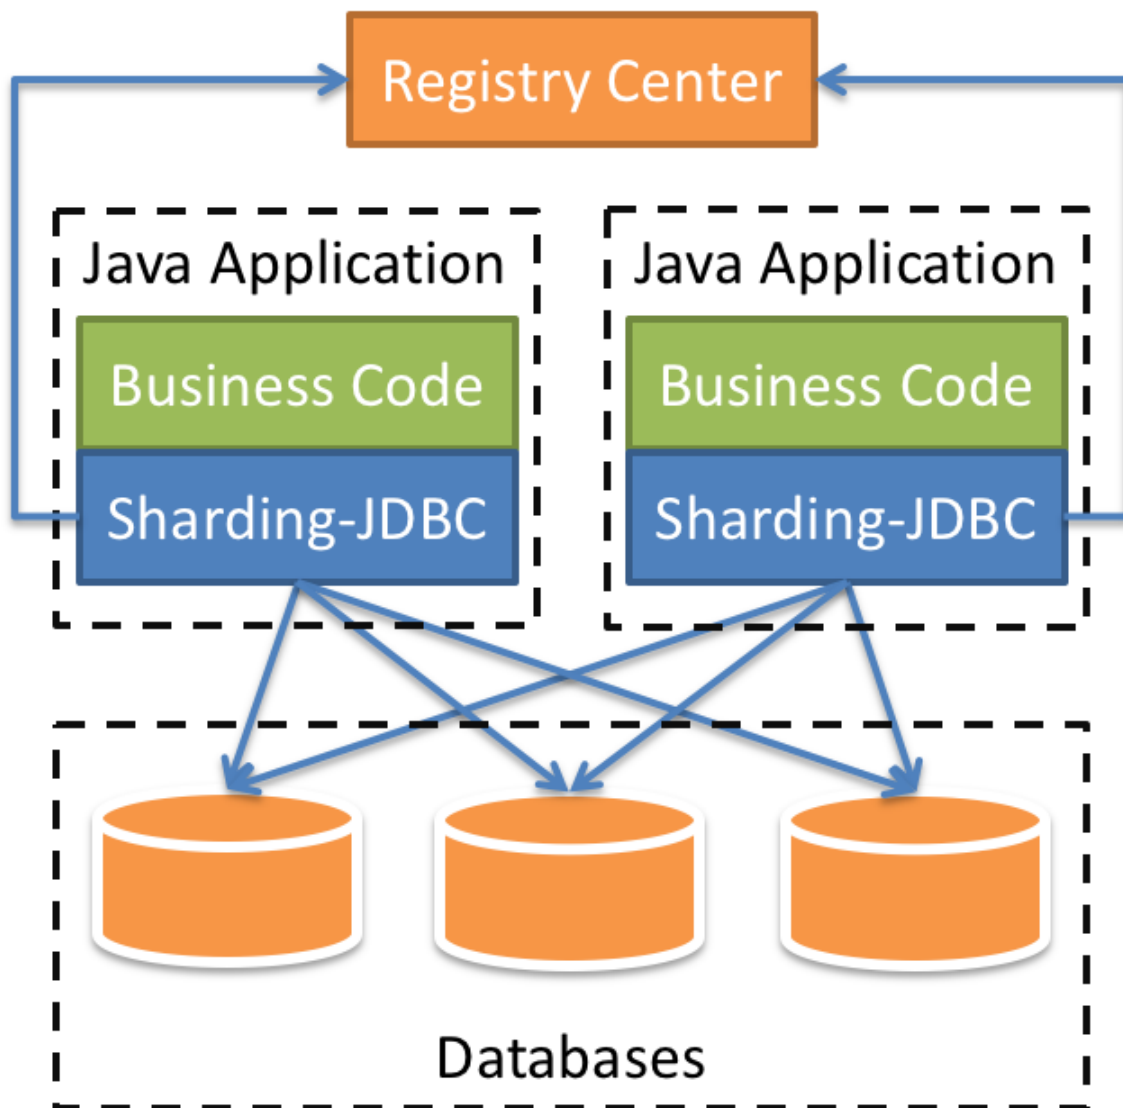 Registry Center
Java Application
Business Code
Sharding-JDBC
Java Application
Business Code
Sharding-JDBC
Databases